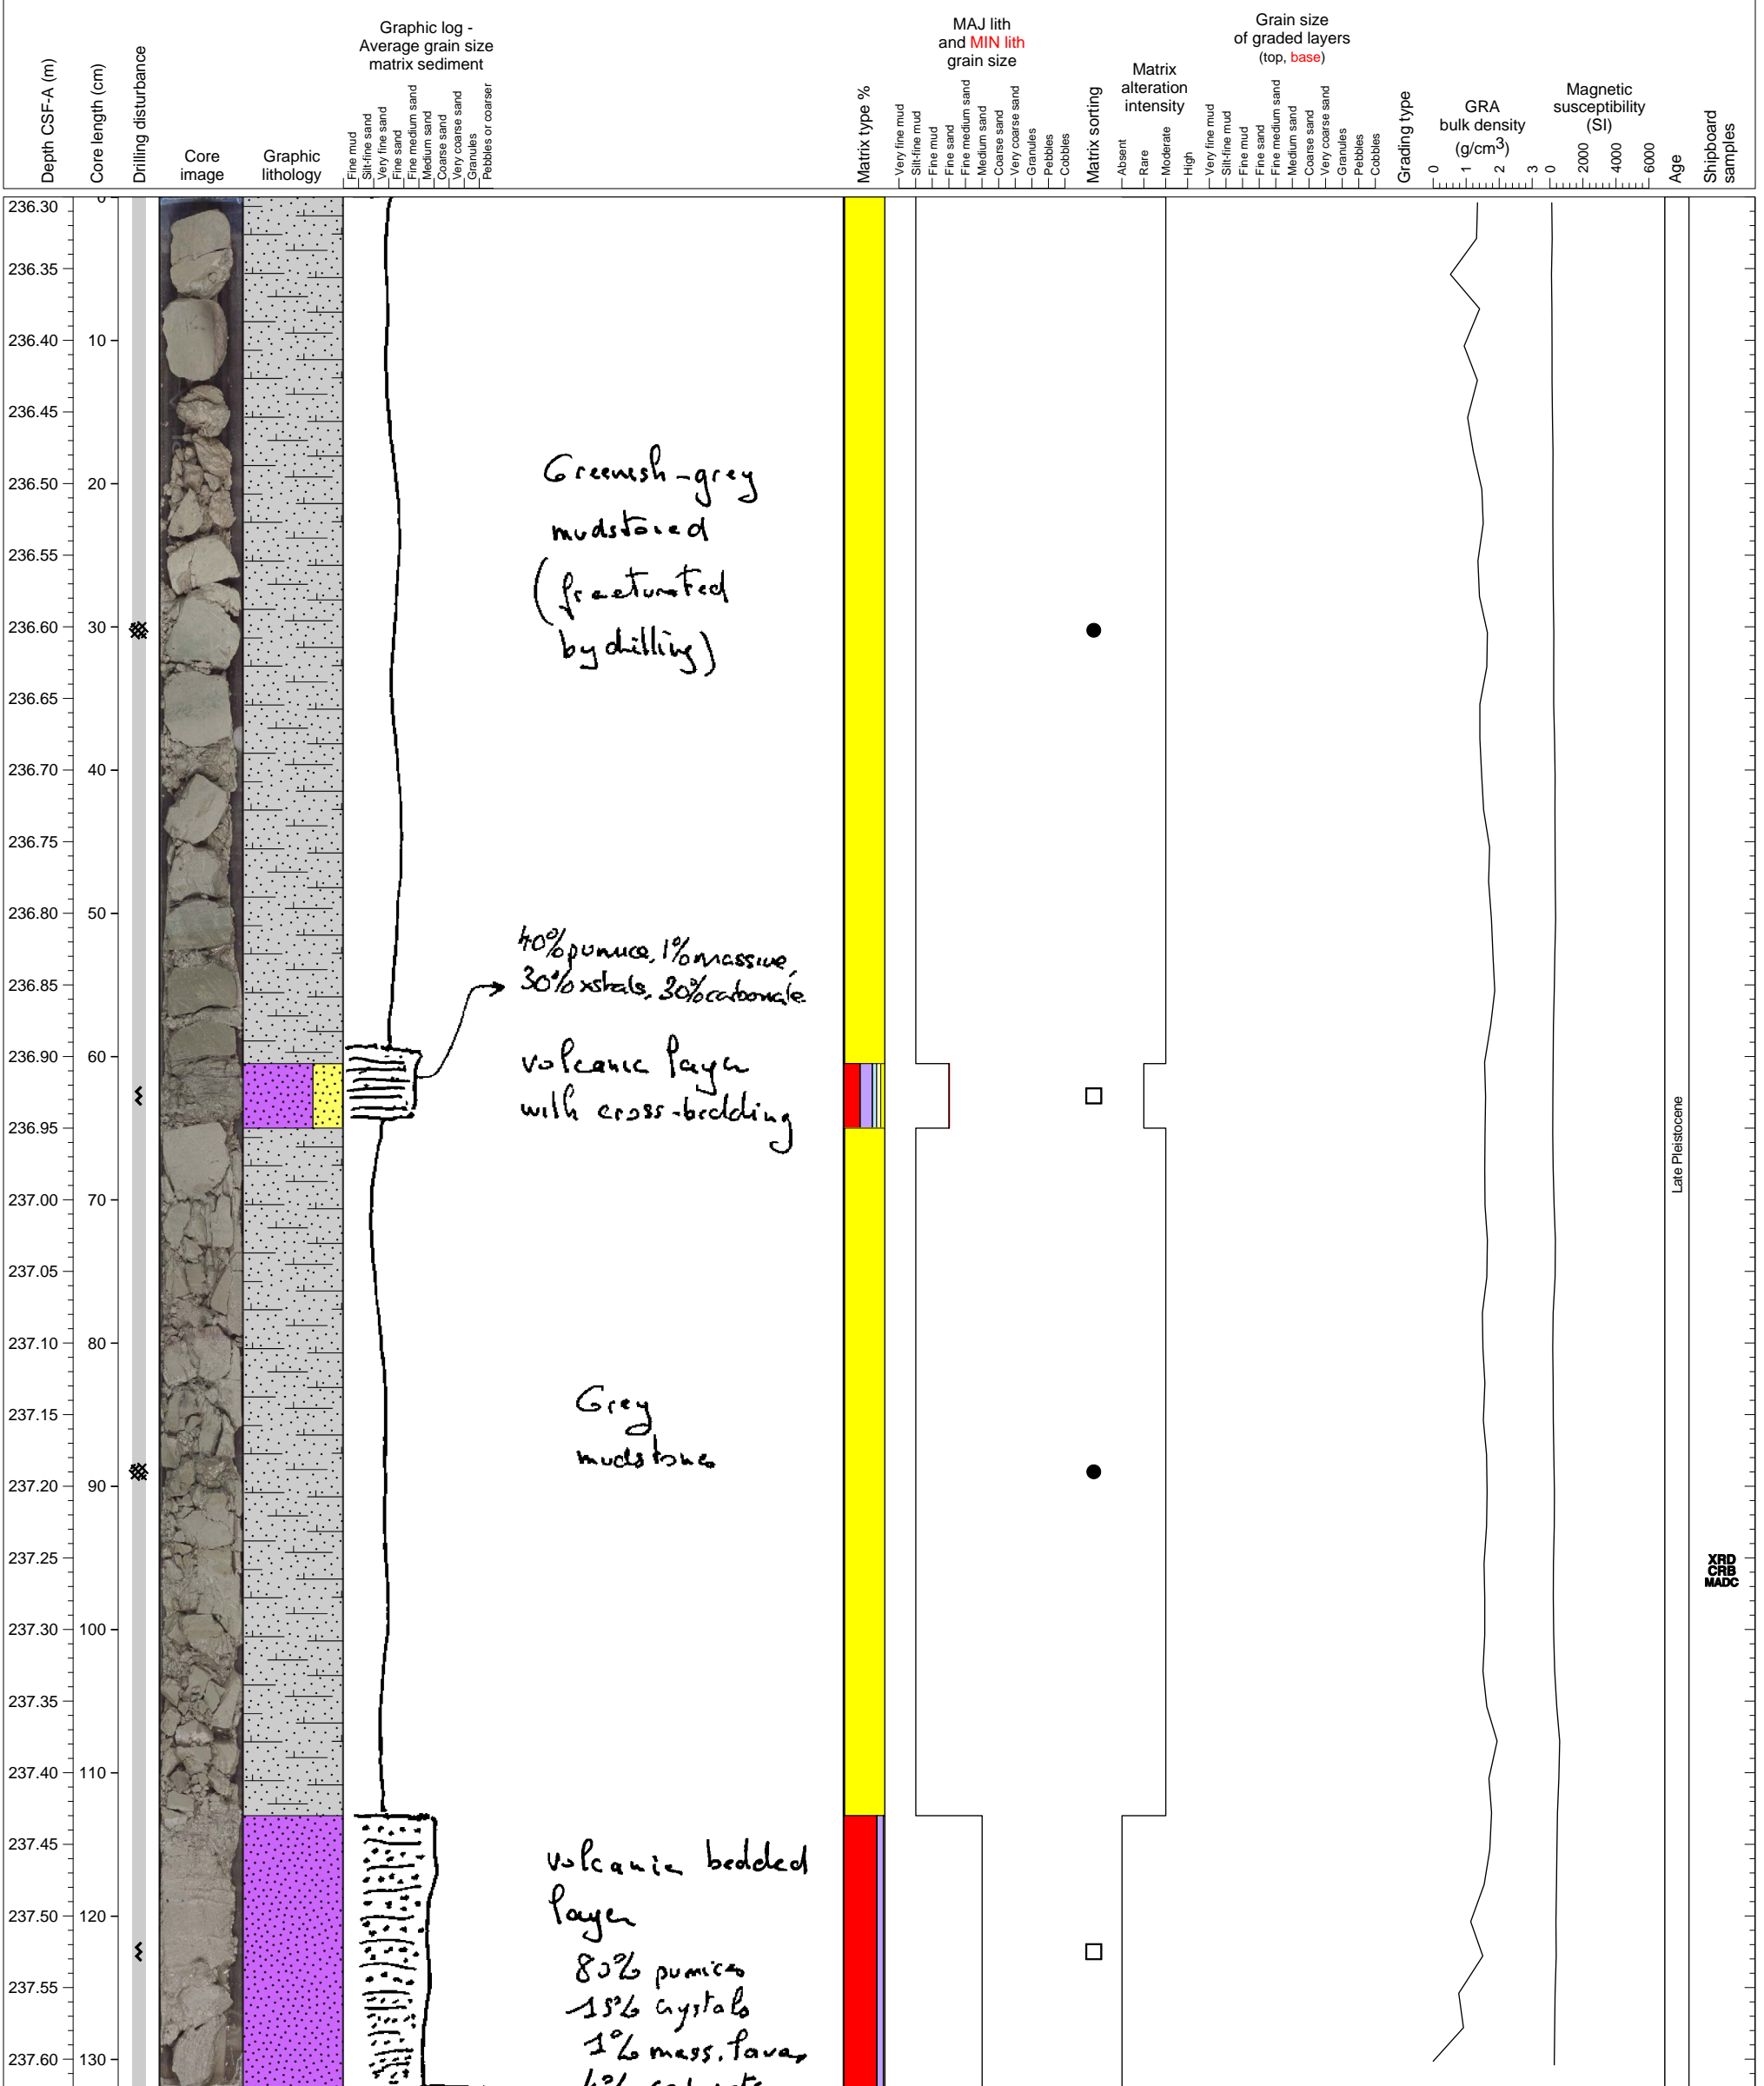 Depth CSF-A (m)
Core length (cm)
Drilling disturbance
Core
image
Graphic
lithology
Graphic log -
Average grain size
matrix sediment
Fine mud
Silt-fine sand
Very fine sand
Fine sand
Fine medium sand
Medium sand
Coarse sand
Very coarse sand
Granules
Pebbles or coarser
Matrix type %
MAJ lith
and MIN lith
grain size
Very fine mud
Silt-fine mud
Fine mud
Fine sand
Fine medium sand
Medium sand
Coarse sand
Very coarse sand
Granules
Pebbles
Cobbles
Matrix sorting
Matrix
alteration
intensity
Absent
Rare
Moderate
High
Grain size
of graded layers
(top, base)
Very fine mud
Silt-fine mud
Fine mud
Fine sand
Fine medium sand
Medium sand
Coarse sand
Very coarse sand
Granules
Pebbles
Cobbles
Grading type
GRA
bulk density
(g/cm3)
0 1 2 3
Magnetic
susceptibility
(SI)
0 2000 4000 6000
Age
Shipboard
samples
236.30 0
236.35
236.40 10
236.45
236.50 20
236.55
236.60 30
236.65
236.70 40
236.75
236.80 50
236.85
236.90 60
236.95
237.00 70
237.05
237.10 80
237.15
237.20 90
237.25
237.30 100
237.35
237.40 110
237.45
237.50 120
237.55
237.60 130
Greenish-grey
mudstoned
(fracturated
by drilling)
40% pumice, 1% massive,
30% xstals, 30% carbonate
volcanic layer
with cross-bedding
Grey
mudstones
volcanic bedded
layer
80% pumices
15% crystals
1% mass. lavas
Late Pleistocene
XRD
CRB
MADC